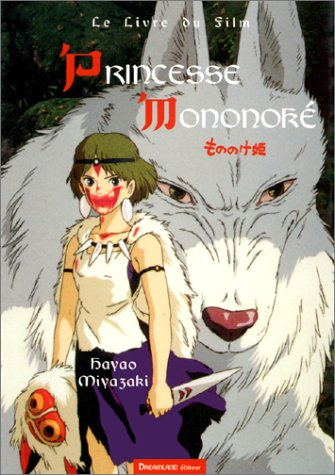 Le Livre du Film
Princesse
Mononoké
もののけ姫
Hayao
Miyazaki
Dreamland éditeur